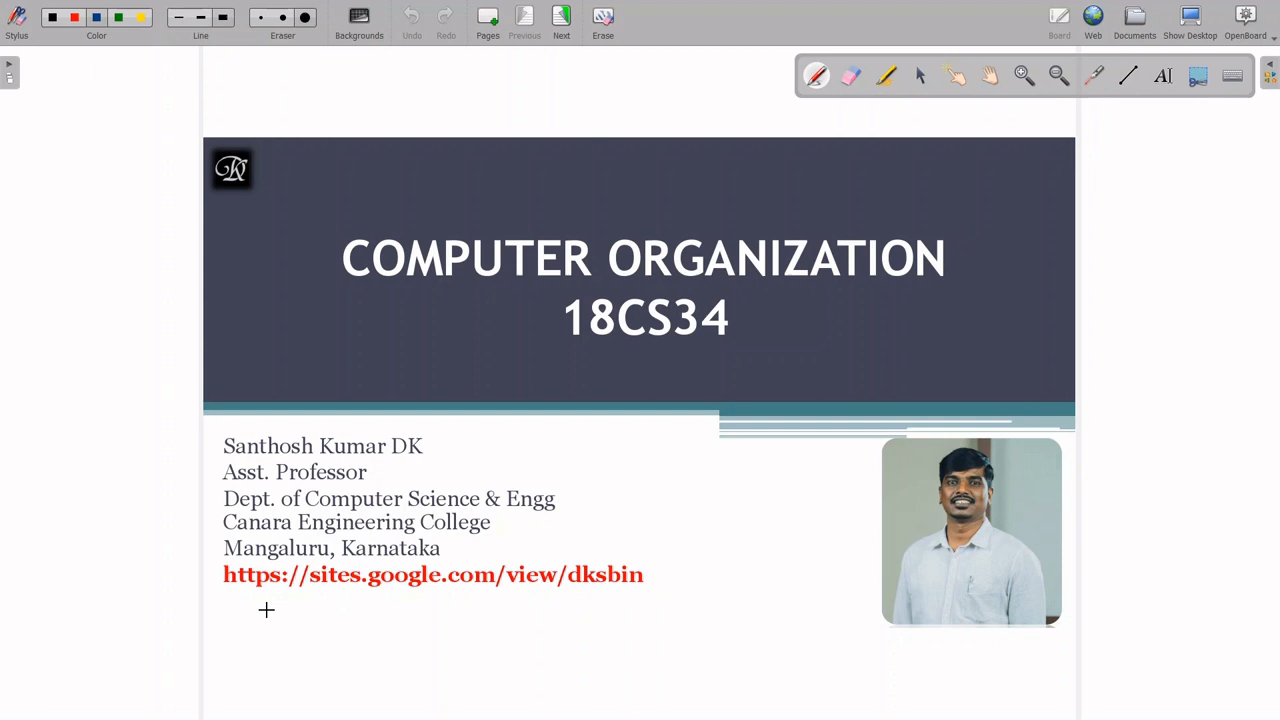 Stylus
Color
Line
Eraser
Backgrounds
Undo
Redo
Pages
Previous
Next
Erase
Board
Web
Documents
Show Desktop
OpenBoard
COMPUTER ORGANIZATION
18CS34
Santhosh Kumar DK
Asst. Professor
Dept. of Computer Science & Engg
Canara Engineering College
Mangaluru, Karnataka
https://sites.google.com/view/dksbin